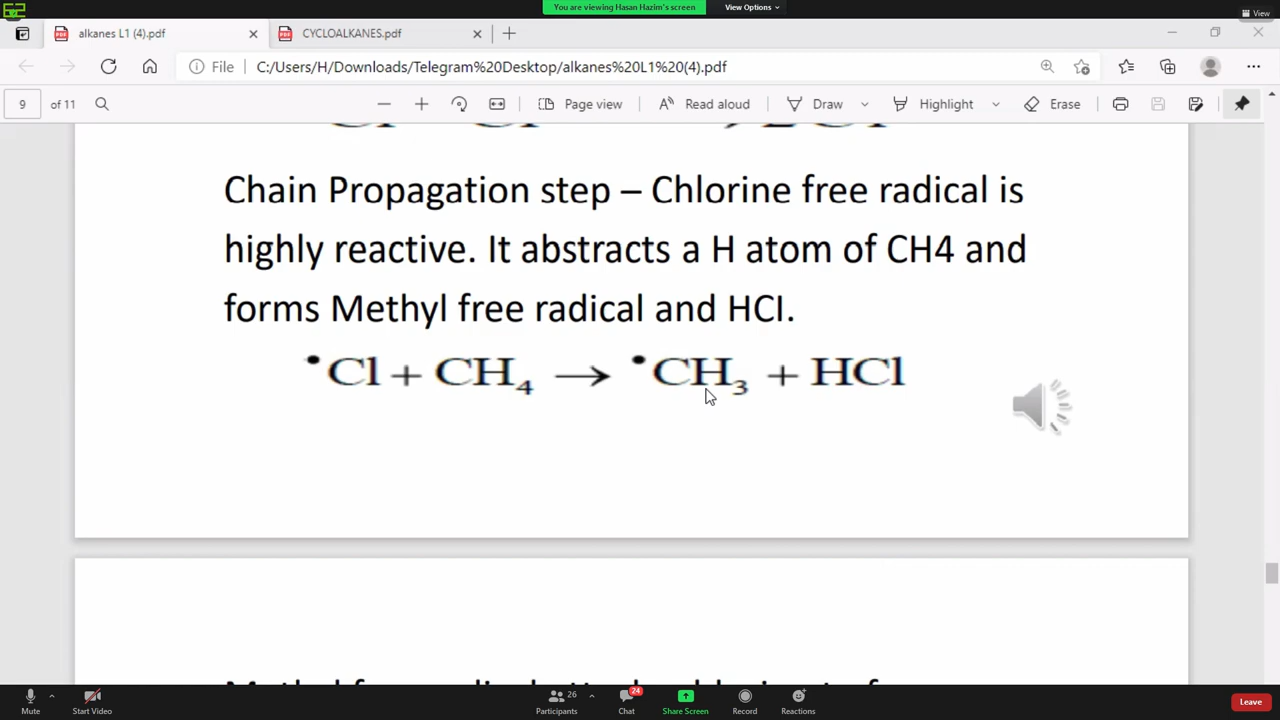 You are viewing Hasan Hazim's screen
View Options
View
alkanes L1 (4).pdf
CYCLOALKANES.pdf
File
C:/Users/H/Downloads/Telegram%20Desktop/alkanes%20L1%20(4).pdf
9 of 11
Page view
Read aloud
Draw
Highlight
Erase
Chain Propagation step – Chlorine free radical is
highly reactive. It abstracts a H atom of CH4 and
forms Methyl free radical and HCl.
•Cl + CH₄ → •CH₃ + HCl
Mute
Start Video
26
Participants
24
Chat
Share Screen
Record
Reactions
Leave